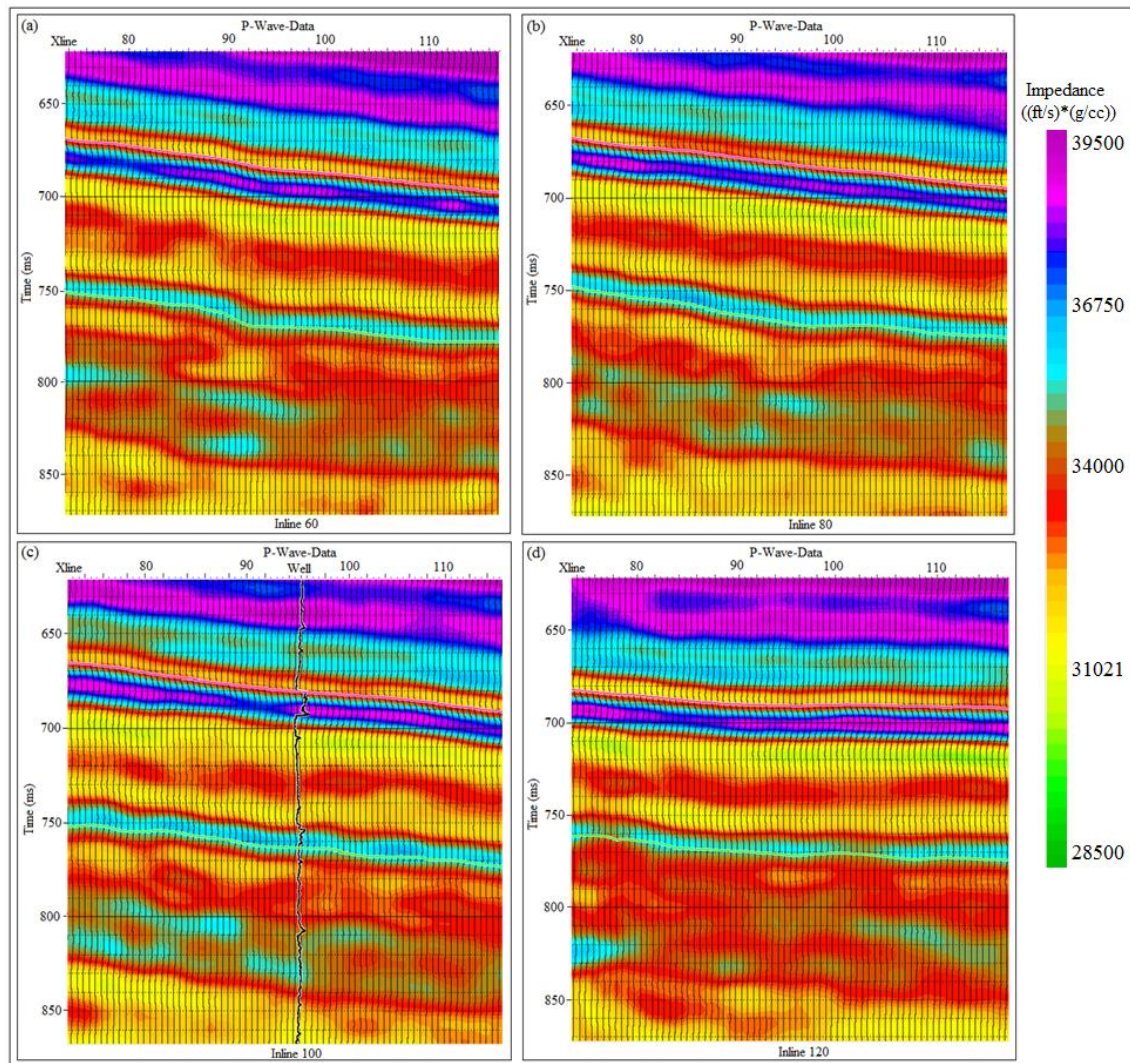 (a) P-Wave-Data
Xline 80 90 100 110
650
700
750
800
850
Time (ms)
Inline 60
(b) P-Wave-Data
Xline 80 90 100 110
650
700
750
800
850
Time (ms)
Inline 80
Impedance
((ft/s)*(g/cc))
39500
36750
34000
31021
28500
(c) P-Wave-Data
Well
Xline 80 90 100 110
650
700
750
800
850
Time (ms)
Inline 100
(d) P-Wave-Data
Xline 80 90 100 110
650
700
750
800
850
Time (ms)
Inline 120